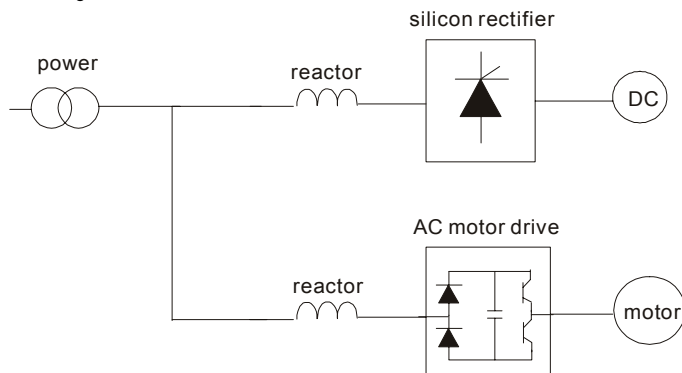 silicon rectifier
power
reactor
DC
AC motor drive
reactor
motor